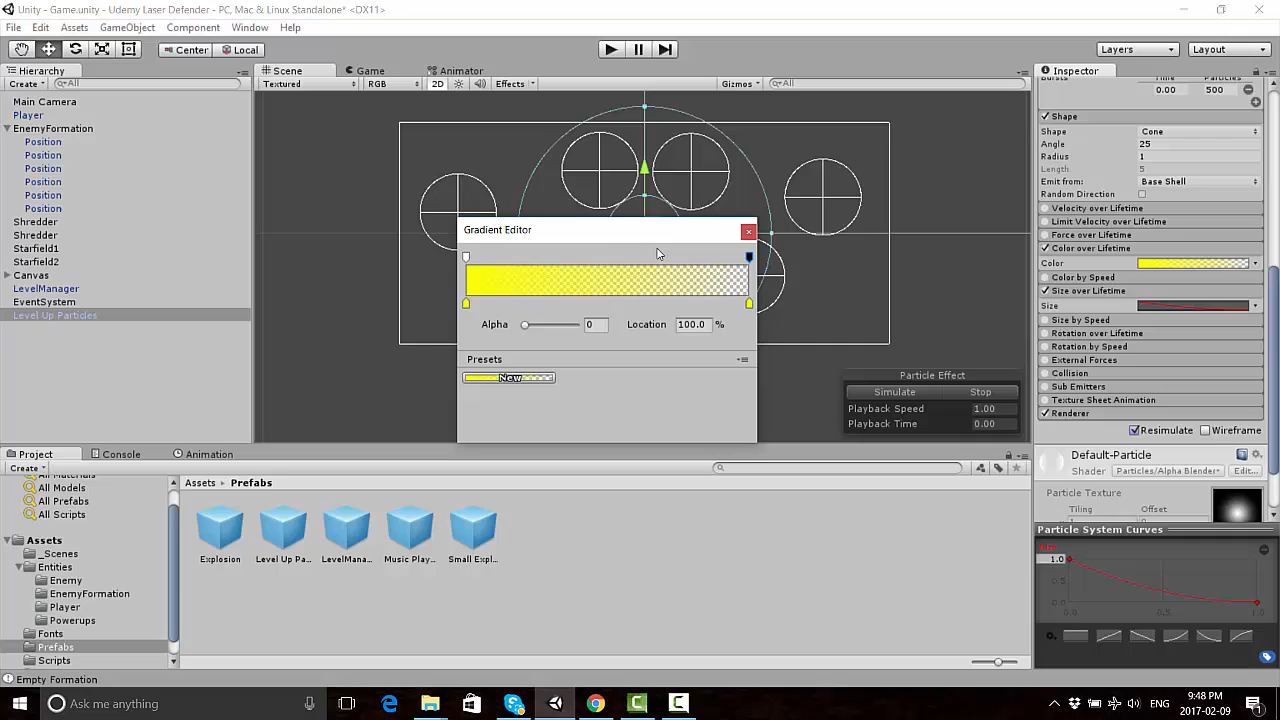 Unity - Game.unity - Udemy Laser Defender - PC, Mac & Linux Standalone* <DX11>
File Edit Assets GameObject Component Window Help
Center Local Layers Layout
Hierarchy
Create All
Main Camera
Player
EnemyFormation
Position
Position
Position
Position
Position
Position
Shredder
Shredder
Starfield1
Starfield2
Canvas
LevelManager
EventSystem
Level Up Particles
Scene Game Animator
Textured RGB 2D Effects Gizmos All
Gradient Editor
Alpha 0 Location 100.0 %
Presets
New
Particle Effect
Simulate Stop
Playback Speed 1.00
Playback Time 0.00
Inspector
0.00 500
Shape
Shape Cone
Angle 25
Radius 1
Length 5
Emit from: Base Shell
Random Direction
Velocity over Lifetime
Limit Velocity over Lifetime
Force over Lifetime
Color over Lifetime
Color
Color by Speed
Size over Lifetime
Size
Size by Speed
Rotation over Lifetime
Rotation by Speed
External Forces
Collision
Sub Emitters
Texture Sheet Animation
Renderer
Resimulate Wireframe
Default-Particle
Shader Particles/Alpha Blended Edit...
Particle Texture
Tiling Offset
Particle System Curves
Size
1.0
0.5
0.0 0.5 1.0
Project Console Animation
Create
All Materials
All Models
All Prefabs
All Scripts
Assets
_Scenes
Entities
Enemy
EnemyFormation
Player
Powerups
Fonts
Prefabs
Scripts
Assets Prefabs
Explosion Level Up Pa... LevelMana... Music Play... Small Expl...
Empty Formation
Ask me anything
ENG
9:48 PM
2017-02-09